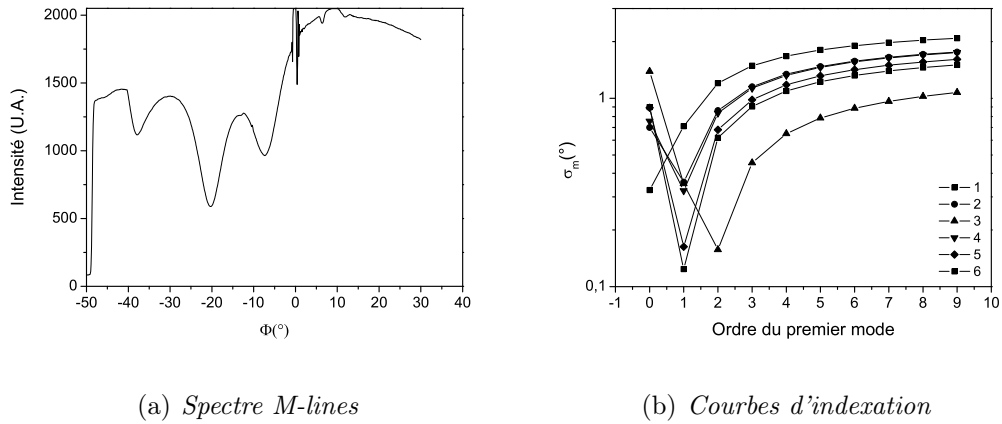 2000
1500
1000
500
0
Intensité (U.A.)
-50 -40 -30 -20 -10 0 10 20 30 40
Φ(°)
1
0,1
σm(°)
-1 0 1 2 3 4 5 6 7 8 9 10
Ordre du premier mode
1
2
3
4
5
6
(a) Spectre M-lines
(b) Courbes d'indexation